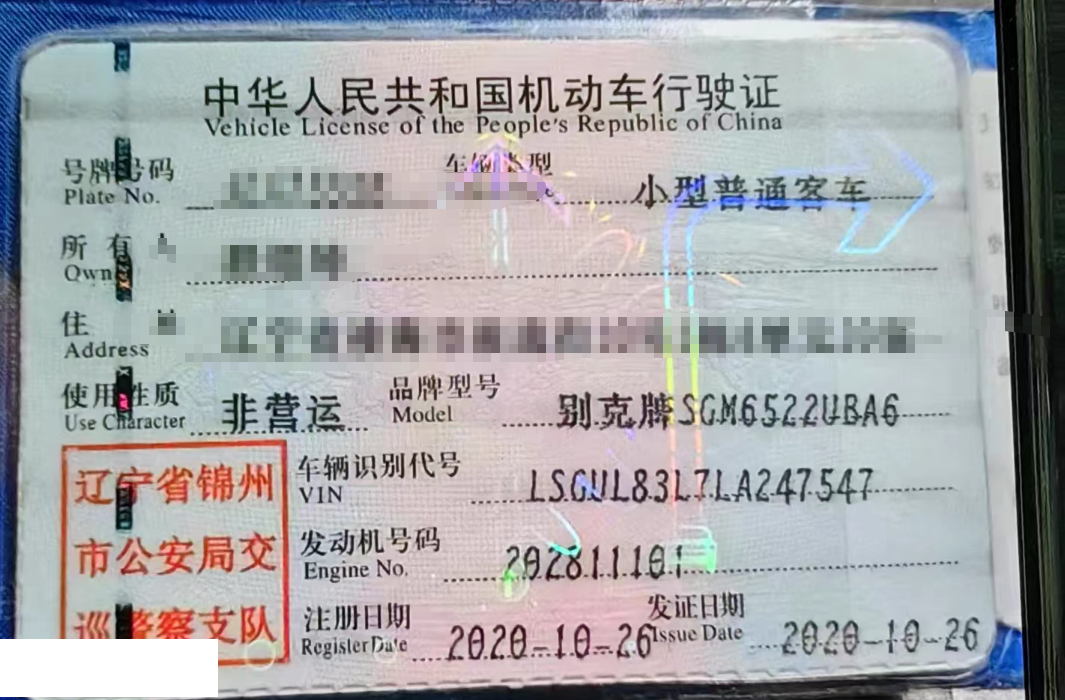 中华人民共和国机动车行驶证
Vehicle License of the People's Republic of China
号牌号码 车辆类型 小型普通客车
Plate No.
所有
Own
住
Address
使用性质 非营运 品牌型号 别克牌SGM6522UBA6
Use Character Model
车辆识别代号 LSGUL83L7LA247547
VIN
发动机号码 202811101
Engine No.
注册日期 2020-10-26 发证日期 2020-10-26
Register Date Issue Date
辽宁省锦州
市公安局交
巡警察支队